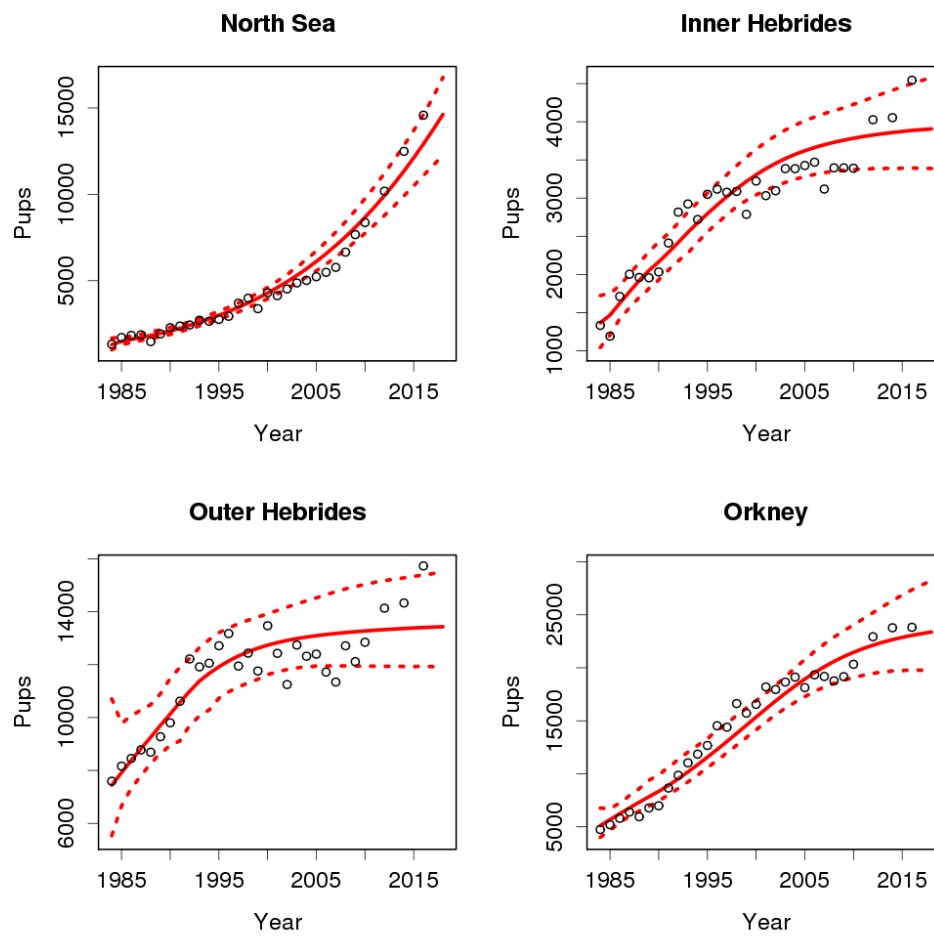 North Sea
Pups
5000 10000 15000
1985 1995 2005 2015
Year
Inner Hebrides
Pups
1000 2000 3000 4000
1985 1995 2005 2015
Year
Outer Hebrides
Pups
6000 10000 14000
1985 1995 2005 2015
Year
Orkney
Pups
5000 15000 25000
1985 1995 2005 2015
Year